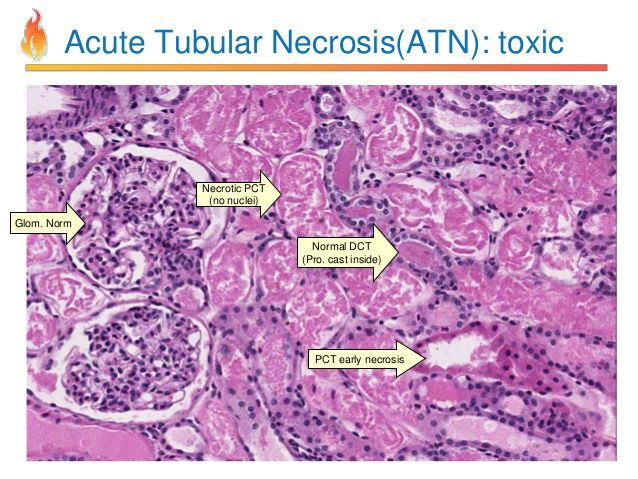 Acute Tubular Necrosis(ATN): toxic
Necrotic PCT
(no nuclei)
Glom. Norm
Normal DCT
(Pro. cast inside)
PCT early necrosis